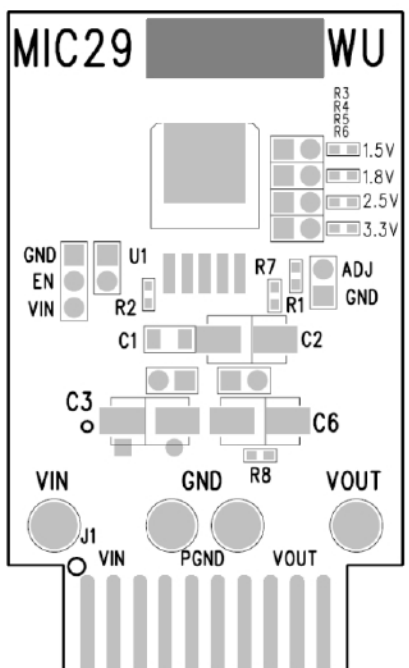 MIC29 WU
R3
R4
R5
R6
1.5V
1.8V
2.5V
3.3V
GND U1 R7 ADJ
EN
VIN R2 R1 GND
C1 C2
C3 C6
R8
VIN GND VOUT
J1
VIN PGND VOUT